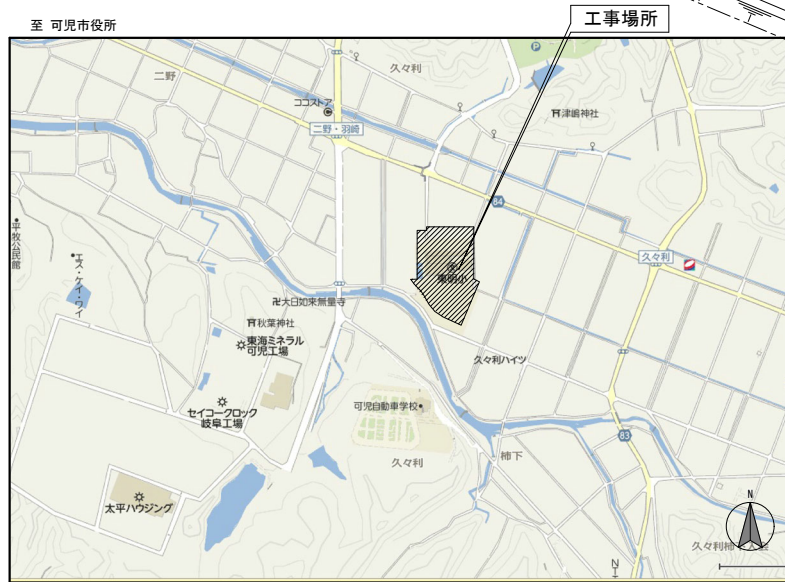 工事場所
至 可児市役所
久々利
二野
P
ココストア
津嶋神社
二野・羽崎
84
平牧公民館
エス・ケイ・ワイ
久々利
東明小
大日如来無量寺
秋葉神社
東海ミネラル
可児工場
久々利ハイツ
セイコークロック
岐阜工場
可児自動車学校
83
久々利
柿下
太平ハウジング
N
久々利柿
N